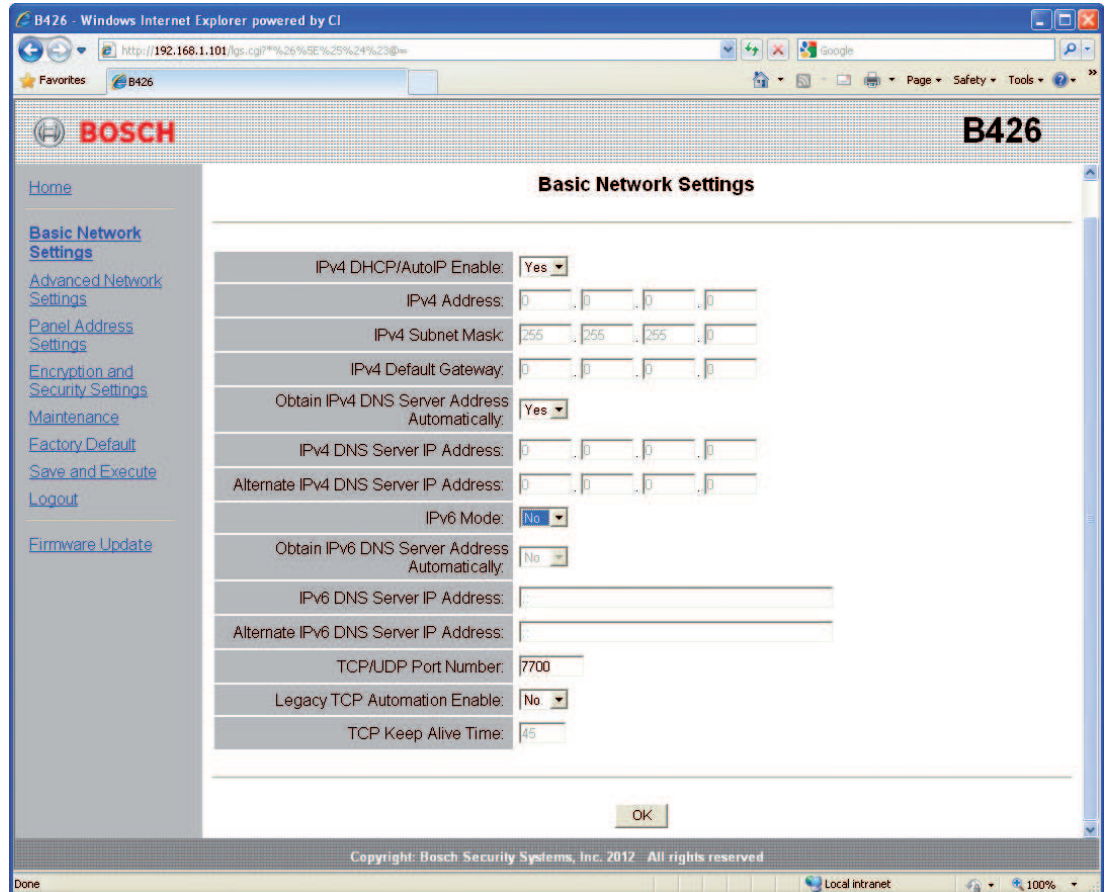 B426 - Windows Internet Explorer powered by CI
http://192.168.1.101/lgs.cgi?*%26%5E%25%24%23@=
Google
Favorites
B426
Page
Safety
Tools
BOSCH
B426
Home
Basic Network
Settings
Advanced Network
Settings
Panel Address
Settings
Encryption and
Security Settings
Maintenance
Factory Default
Save and Execute
Logout
Firmware Update
Basic Network Settings
IPv4 DHCP/AutoIP Enable: Yes
IPv4 Address: 0 . 0 . 0 . 0
IPv4 Subnet Mask: 255 . 255 . 255 . 0
IPv4 Default Gateway: 0 . 0 . 0 . 0
Obtain IPv4 DNS Server Address
Automatically: Yes
IPv4 DNS Server IP Address: 0 . 0 . 0 . 0
Alternate IPv4 DNS Server IP Address: 0 . 0 . 0 . 0
IPv6 Mode: No
Obtain IPv6 DNS Server Address
Automatically: No
IPv6 DNS Server IP Address: ::
Alternate IPv6 DNS Server IP Address: ::
TCP/UDP Port Number: 7700
Legacy TCP Automation Enable: No
TCP Keep Alive Time: 45
OK
Copyright: Bosch Security Systems, Inc. 2012 All rights reserved
Done
Local intranet
100%